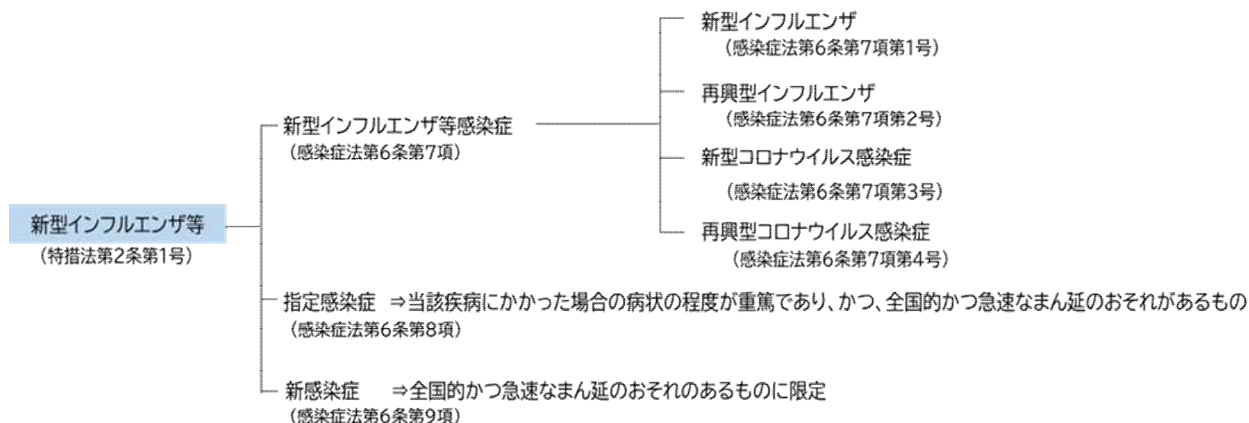 新型インフルエンザ
（感染症法第6条第7項第1号）
再興型インフルエンザ
（感染症法第6条第7項第2号）
新型インフルエンザ等感染症
（感染症法第6条第7項）
新型コロナウイルス感染症
（感染症法第6条第7項第3号）
新型インフルエンザ等
（特措法第2条第1号）
再興型コロナウイルス感染症
（感染症法第6条第7項第4号）
指定感染症 ⇒当該疾病にかかった場合の病状の程度が重篤であり、かつ、全国的かつ急速なまん延のおそれがあるもの
（感染症法第6条第8項）
新感染症 ⇒全国的かつ急速なまん延のおそれのあるものに限定
（感染症法第6条第9項）